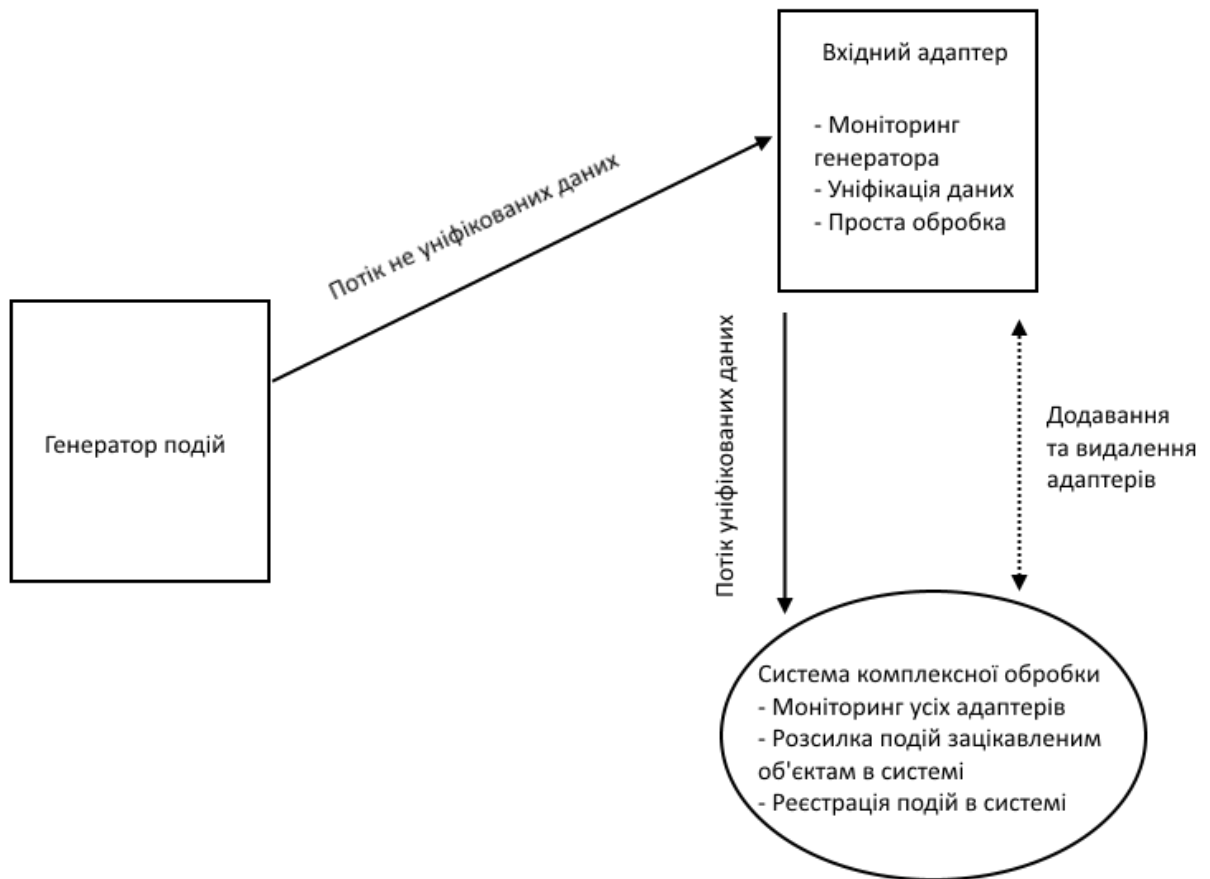 Вхідний адаптер
- Моніторинг
генератора
- Уніфікація даних
- Проста обробка
Потік не уніфікованих даних
Генератор подій
Потік уніфікованих даних
Додавання
та видалення
адаптерів
Система комплексної обробки
- Моніторинг усіх адаптерів
- Розсилка подій зацікавленим
об'єктам в системі
- Реєстрація подій в системі